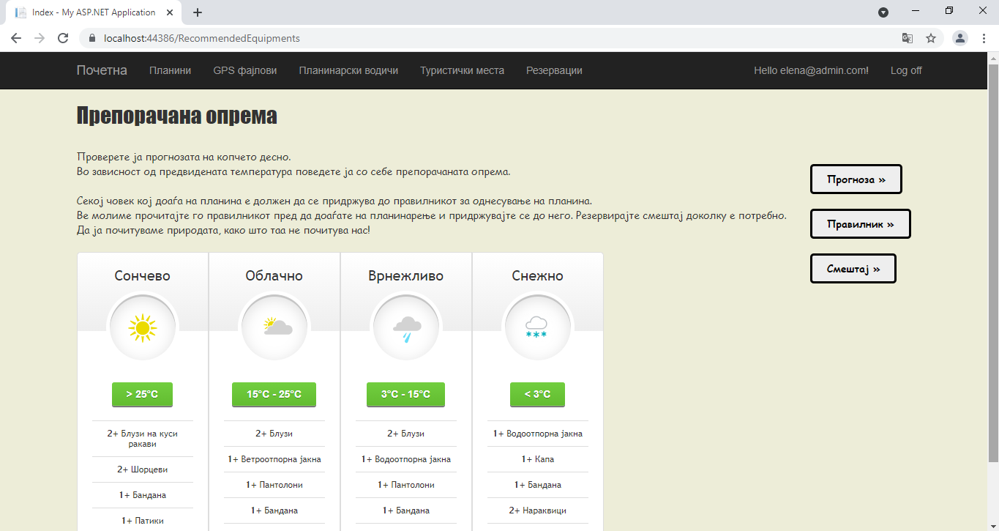 Index - My ASP.NET Application
localhost:44386/RecommendedEquipments
Почетна Планини GPS фајлови Планинарски водичи Туристички места Резервации Hello elena@admin.com! Log off
Препорачана опрема
Проверете ја прогнозата на копчето десно.
Во зависност од предвидената температура поведете ја со себе препорачаната опрема.
Секој човек кој доаѓа на планина е должен да се придржува до правилникот за однесување на планина.
Ве молиме прочитајте го правилникот пред да доаѓате на планинарење и придржувајте се до него. Резервирајте смештај доколку е потребно.
Да ја почитуваме природата, како што таа не почитува нас!
Прогноза »
Правилник »
Смештај »
Сончево
> 25°C
2+ Блузи на куси
ракави
2+ Шорцеви
1+ Бандана
1+ Патики
Облачно
15°C - 25°C
2+ Блузи
1+ Ветроотпорна јакна
1+ Пантолони
1+ Бандана
Врнежливо
3°C - 15°C
2+ Блузи
1+ Водоотпорна јакна
1+ Пантолони
1+ Бандана
Снежно
< 3°C
1+ Водоотпорна јакна
1+ Капа
1+ Бандана
2+ Нараквици